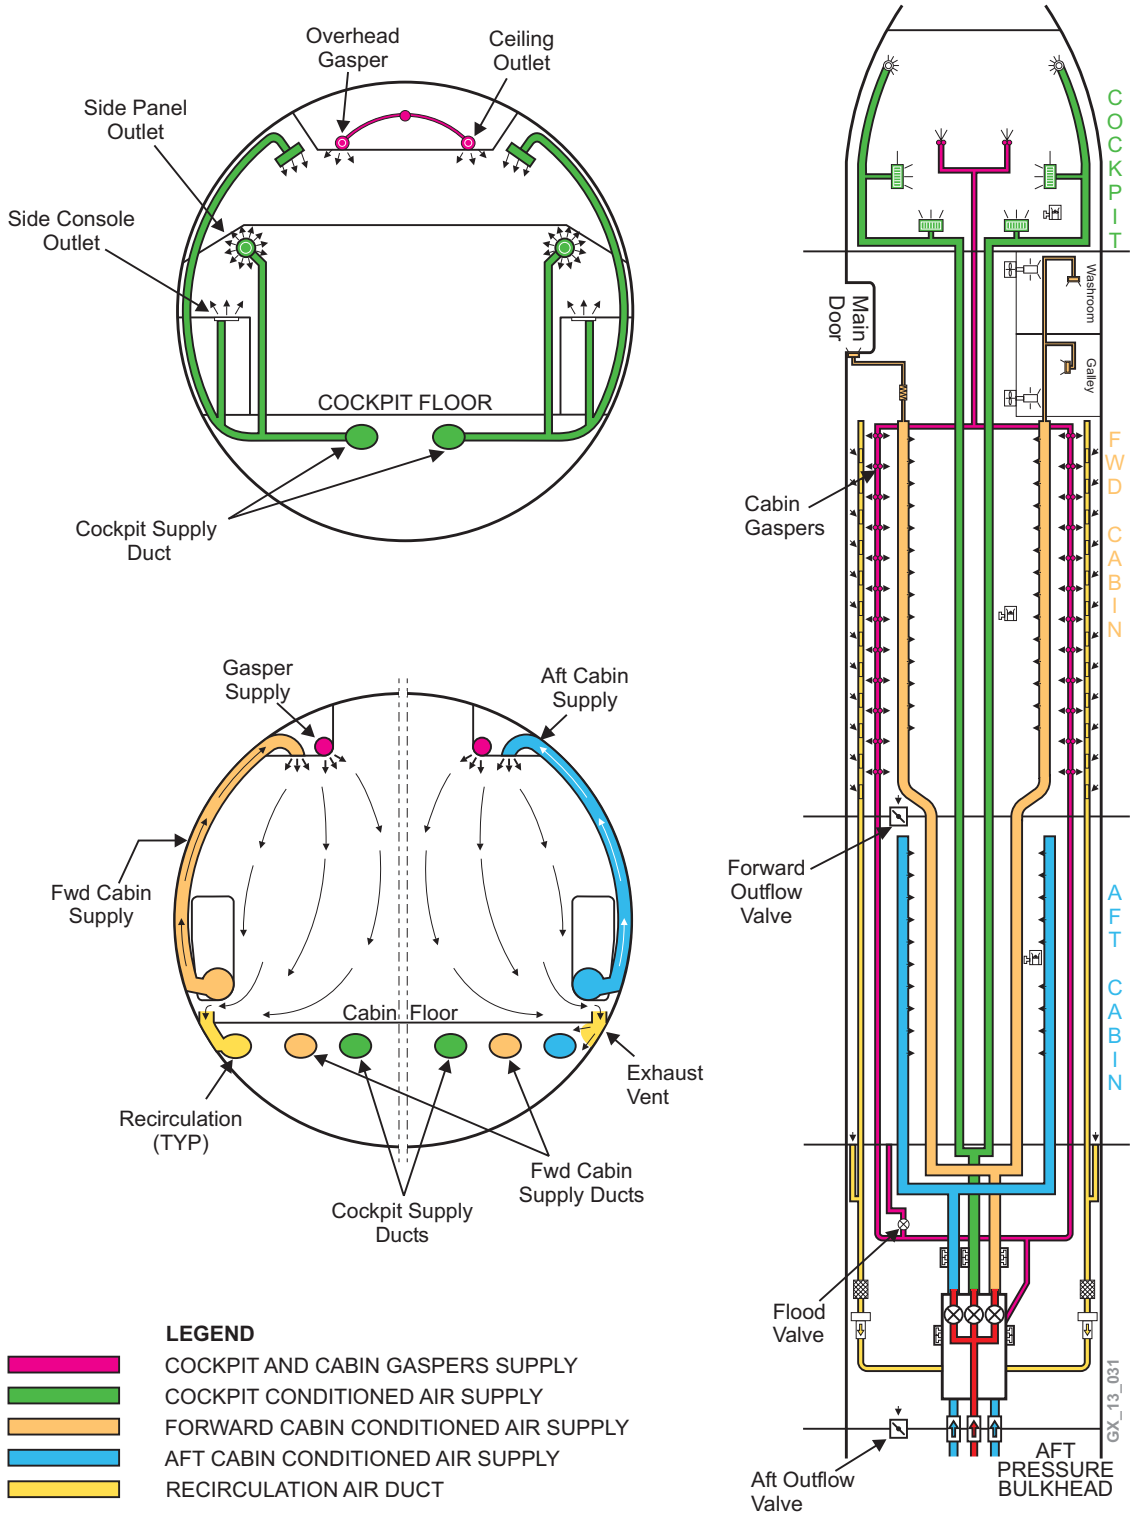 Overhead
Gasper
Ceiling
Outlet
Side Panel
Outlet
Side Console
Outlet
COCKPIT FLOOR
Cockpit Supply
Duct
Gasper
Supply
Aft Cabin
Supply
Fwd Cabin
Supply
Cabin Floor
Exhaust
Vent
Recirculation
(TYP)
Fwd Cabin
Supply Ducts
Cockpit Supply
Ducts
LEGEND
COCKPIT AND CABIN GASPERS SUPPLY
COCKPIT CONDITIONED AIR SUPPLY
FORWARD CABIN CONDITIONED AIR SUPPLY
AFT CABIN CONDITIONED AIR SUPPLY
RECIRCULATION AIR DUCT
COCKPIT
Washroom
Main
Door
Galley
FWD CABIN
Cabin
Gaspers
Forward
Outflow
Valve
AFT CABIN
Flood
Valve
GX_13_031
Aft Outflow
Valve
AFT
PRESSURE
BULKHEAD